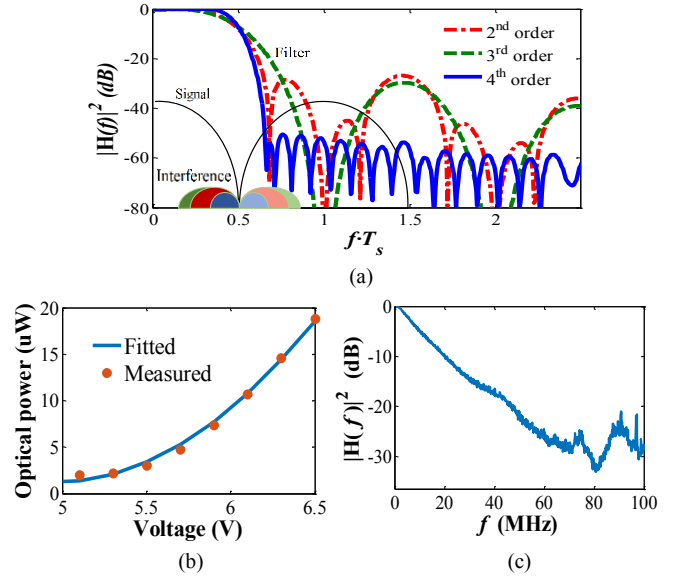 0
-20
-40
-60
-80
|H(f)|² (dB)
Signal
Filter
Interference
2nd order
3rd order
4th order
0 0.5 1 1.5 2 2.5
f·Ts
(a)
20
15
10
5
0
Optical power (uW)
Fitted
Measured
5 5.5 6 6.5
Voltage (V)
(b)
0
-10
-20
-30
|H(f)|² (dB)
0 20 40 60 80 100
f (MHz)
(c)